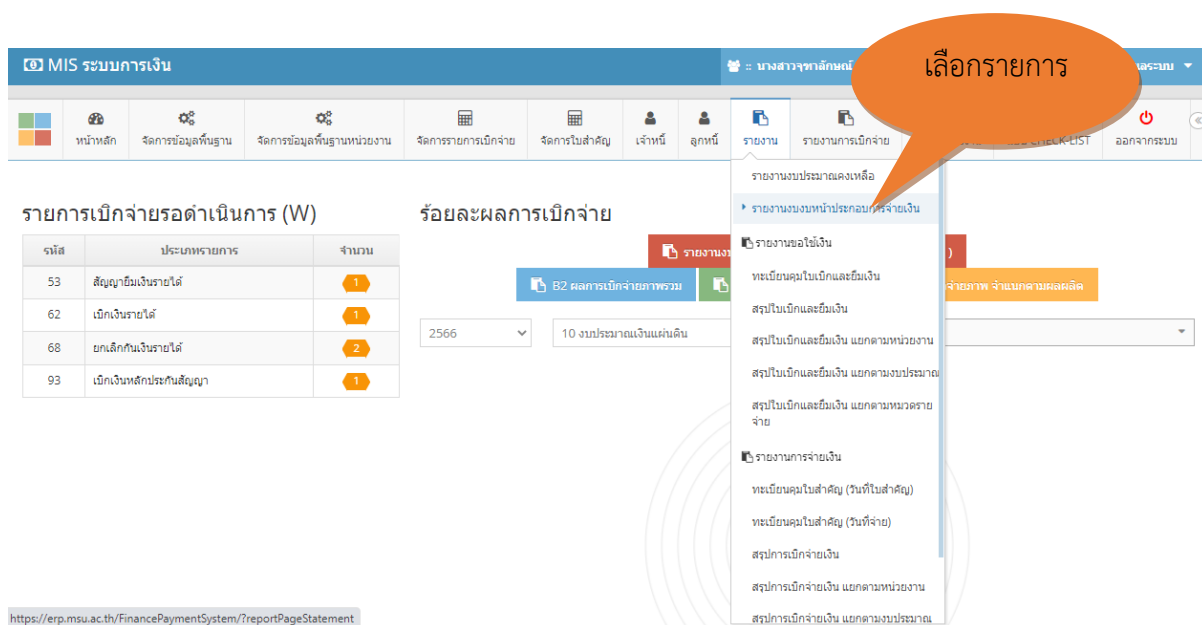 เลือกรายการ
MIS ระบบการเงิน
:: นางสาวจุฑาลักษณ์
หน้าหลัก
จัดการข้อมูลพื้นฐาน
จัดการข้อมูลพื้นฐานหน่วยงาน
จัดการรายการเบิกจ่าย
จัดการใบสำคัญ
เจ้าหนี้
ลูกหนี้
รายงาน
รายงานการเบิกจ่าย
CHECK-LIST
ออกจากระบบ
รายการเบิกจ่ายรอดำเนินการ (W)
รหัส ประเภทรายการ จำนวน
53 สัญญายืมเงินรายได้ 1
62 เบิกเงินรายได้ 1
68 ยกเลิกกันเงินรายได้ 2
93 เบิกเงินหลักประกันสัญญา 1
ร้อยละผลการเบิกจ่าย
B2 ผลการเบิกจ่ายภาพรวม
จ่ายภาพ จำแนกตามผลผลิต
2566
10 งบประมาณเงินแผ่นดิน
รายงานงบประมาณคงเหลือ
รายงานงบงบหน้าประกอบการจ่ายเงิน
รายงานขอใช้เงิน
ทะเบียนคุมใบเบิกและยืมเงิน
สรุปใบเบิกและยืมเงิน
สรุปใบเบิกและยืมเงิน แยกตามหน่วยงาน
สรุปใบเบิกและยืมเงิน แยกตามงบประมาณ
สรุปใบเบิกและยืมเงิน แยกตามหมวดราย
จ่าย
รายงานการจ่ายเงิน
ทะเบียนคุมใบสำคัญ (วันที่ใบสำคัญ)
ทะเบียนคุมใบสำคัญ (วันที่จ่าย)
สรุปการเบิกจ่ายเงิน
สรุปการเบิกจ่ายเงิน แยกตามหน่วยงาน
สรุปการเบิกจ่ายเงิน แยกตามงบประมาณ
https://erp.msu.ac.th/FinancePaymentSystem/?reportPageStatement